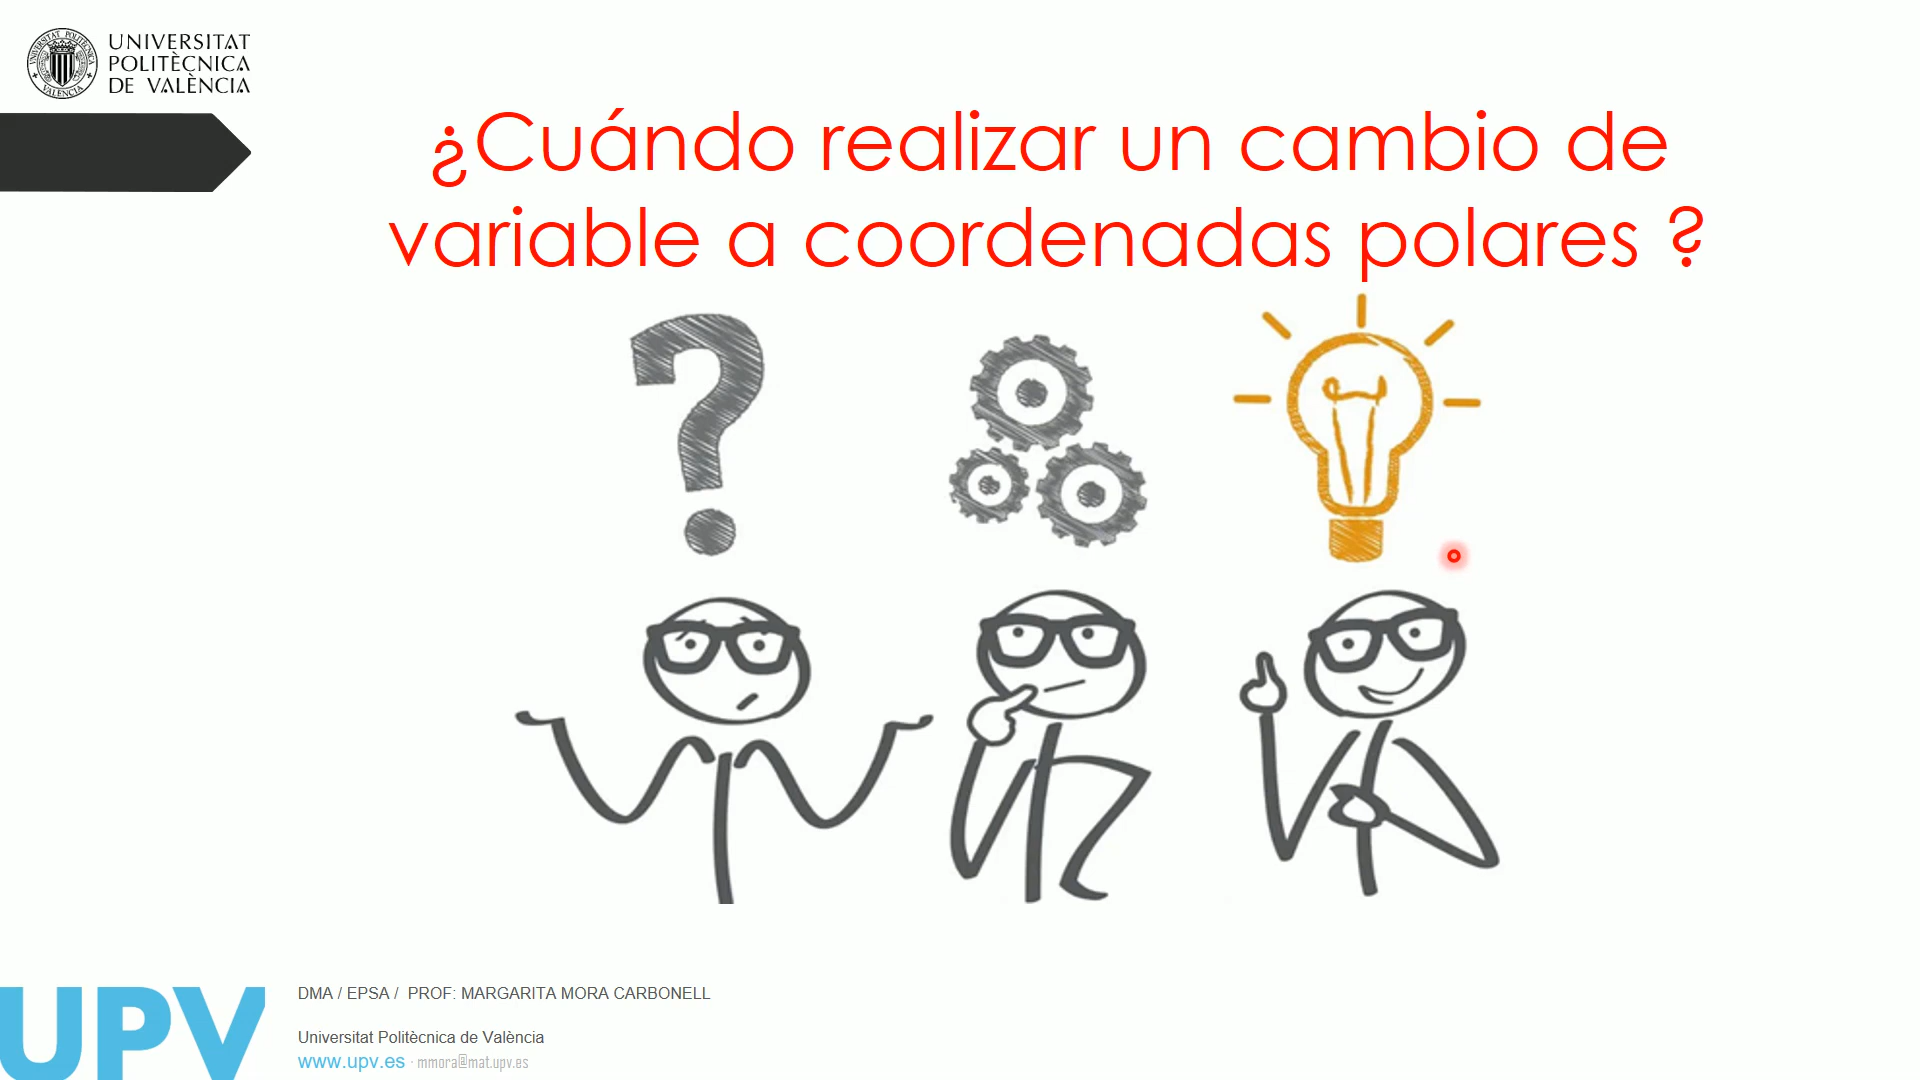 UNIVERSITAT
POLITÈCNICA
DE VALÈNCIA
¿Cuándo realizar un cambio de
variable a coordenadas polares ?
UPV
DMA / EPSA / PROF: MARGARITA MORA CARBONELL
Universitat Politècnica de València
www.upv.es · mmora@mat.upv.es